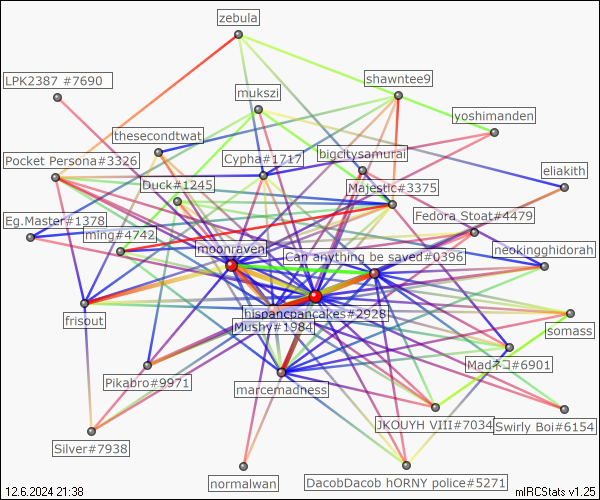 zebula
shawntee9
LPK2387 #7690
mukszi
yoshimanden
thesecondtwat
Pocket Persona#3326
Cypha#1717
bigcitysamurai
eliakith
Duck#1245
Majestic#3375
Eg.Master#1378
Fedora Stoat#4479
ming#4742
moonraven
Can anything be saved#0396
neokingghidorah
frisout
hispancpancakes#2928
somass
Mushy#1984
Madネコ#6901
Pikabro#9971
marcemadness
JKOUYH VIII#7034
Swirly Boi#6154
Silver#7938
normalwan
DacobDacob hORNY police#5271
12.6.2024 21:38
mIRCStats v1.25